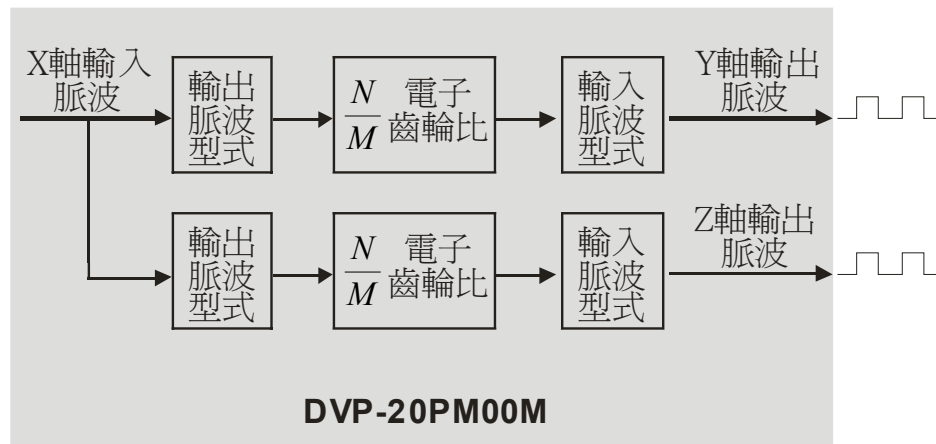 X軸輸入
脈波
輸出
脈波
型式
N 電子
M 齒輪比
輸入
脈波
型式
Y軸輸出
脈波
輸出
脈波
型式
N 電子
M 齒輪比
輸入
脈波
型式
Z軸輸出
脈波
DVP-20PM00M